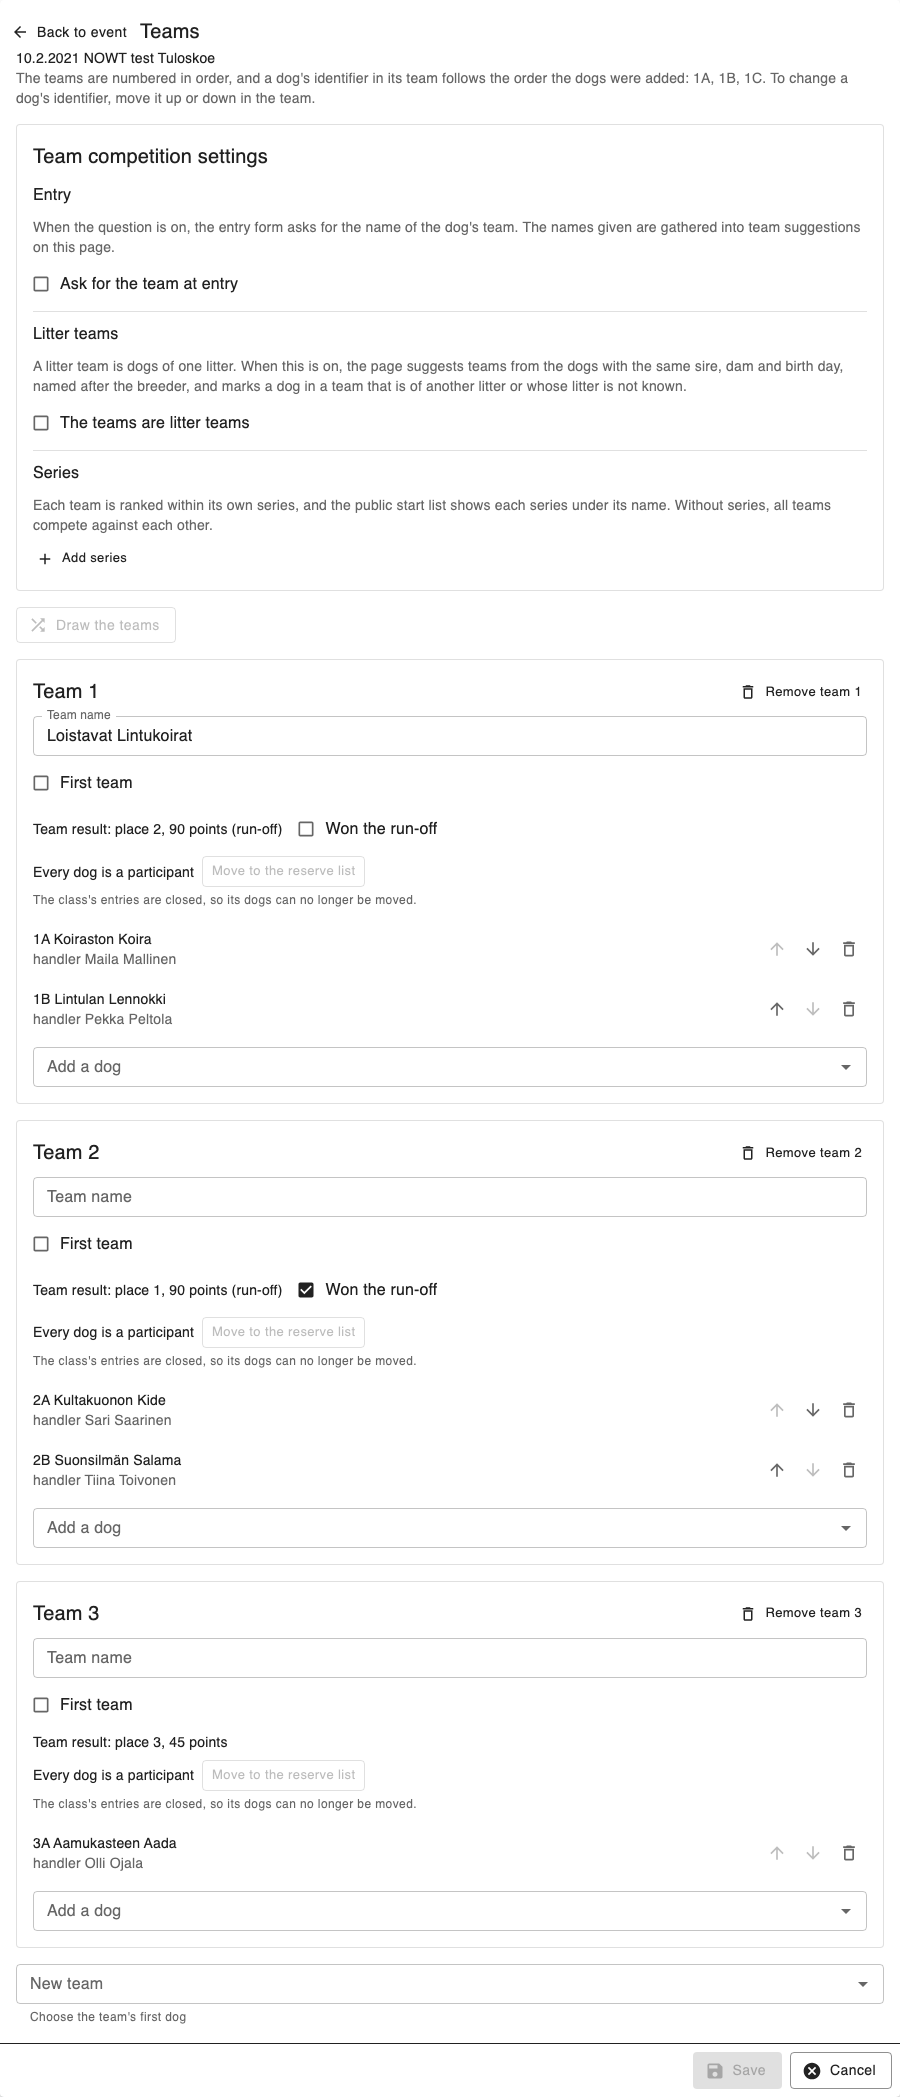 Back to event Teams
10.2.2021 NOWT test Tuloskoe
The teams are numbered in order, and a dog's identifier in its team follows the order the dogs were added: 1A, 1B, 1C. To change a
dog's identifier, move it up or down in the team.
Team competition settings
Entry
When the question is on, the entry form asks for the name of the dog's team. The names given are gathered into team suggestions
on this page.
Ask for the team at entry
Litter teams
A litter team is dogs of one litter. When this is on, the page suggests teams from the dogs with the same sire, dam and birth day,
named after the breeder, and marks a dog in a team that is of another litter or whose litter is not known.
The teams are litter teams
Series
Each team is ranked within its own series, and the public start list shows each series under its name. Without series, all teams
compete against each other.
Add series
Draw the teams
Team 1 Remove team 1
Team name
Loistavat Lintukoirat
First team
Team result: place 2, 90 points (run-off) Won the run-off
Every dog is a participant Move to the reserve list
The class's entries are closed, so its dogs can no longer be moved.
1A Koiraston Koira
handler Maila Mallinen
1B Lintulan Lennokki
handler Pekka Peltola
Add a dog
Team 2 Remove team 2
Team name
First team
Team result: place 1, 90 points (run-off) Won the run-off
Every dog is a participant Move to the reserve list
The class's entries are closed, so its dogs can no longer be moved.
2A Kultakuonon Kide
handler Sari Saarinen
2B Suonsilmän Salama
handler Tiina Toivonen
Add a dog
Team 3 Remove team 3
Team name
First team
Team result: place 3, 45 points
Every dog is a participant Move to the reserve list
The class's entries are closed, so its dogs can no longer be moved.
3A Aamukasteen Aada
handler Olli Ojala
Add a dog
New team
Choose the team's first dog
Save Cancel